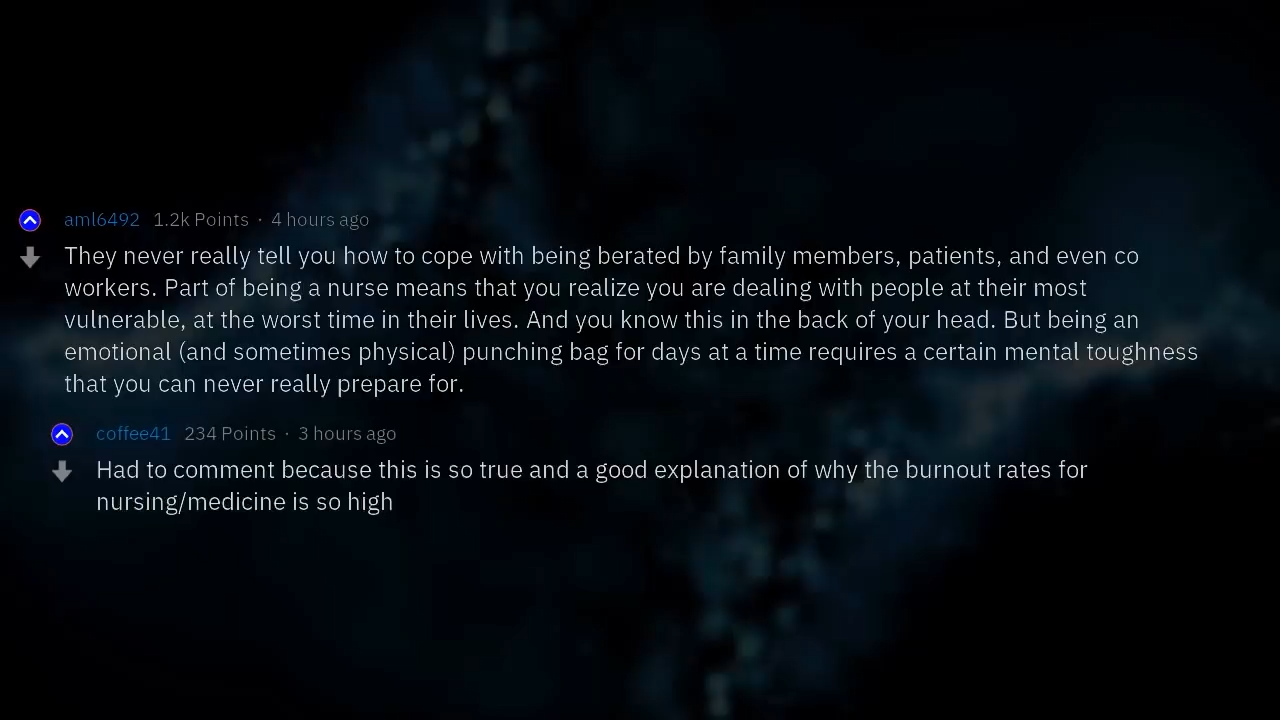 aml6492 1.2k Points · 4 hours ago
They never really tell you how to cope with being berated by family members, patients, and even co
workers. Part of being a nurse means that you realize you are dealing with people at their most
vulnerable, at the worst time in their lives. And you know this in the back of your head. But being an
emotional (and sometimes physical) punching bag for days at a time requires a certain mental toughness
that you can never really prepare for.
coffee41 234 Points · 3 hours ago
Had to comment because this is so true and a good explanation of why the burnout rates for
nursing/medicine is so high